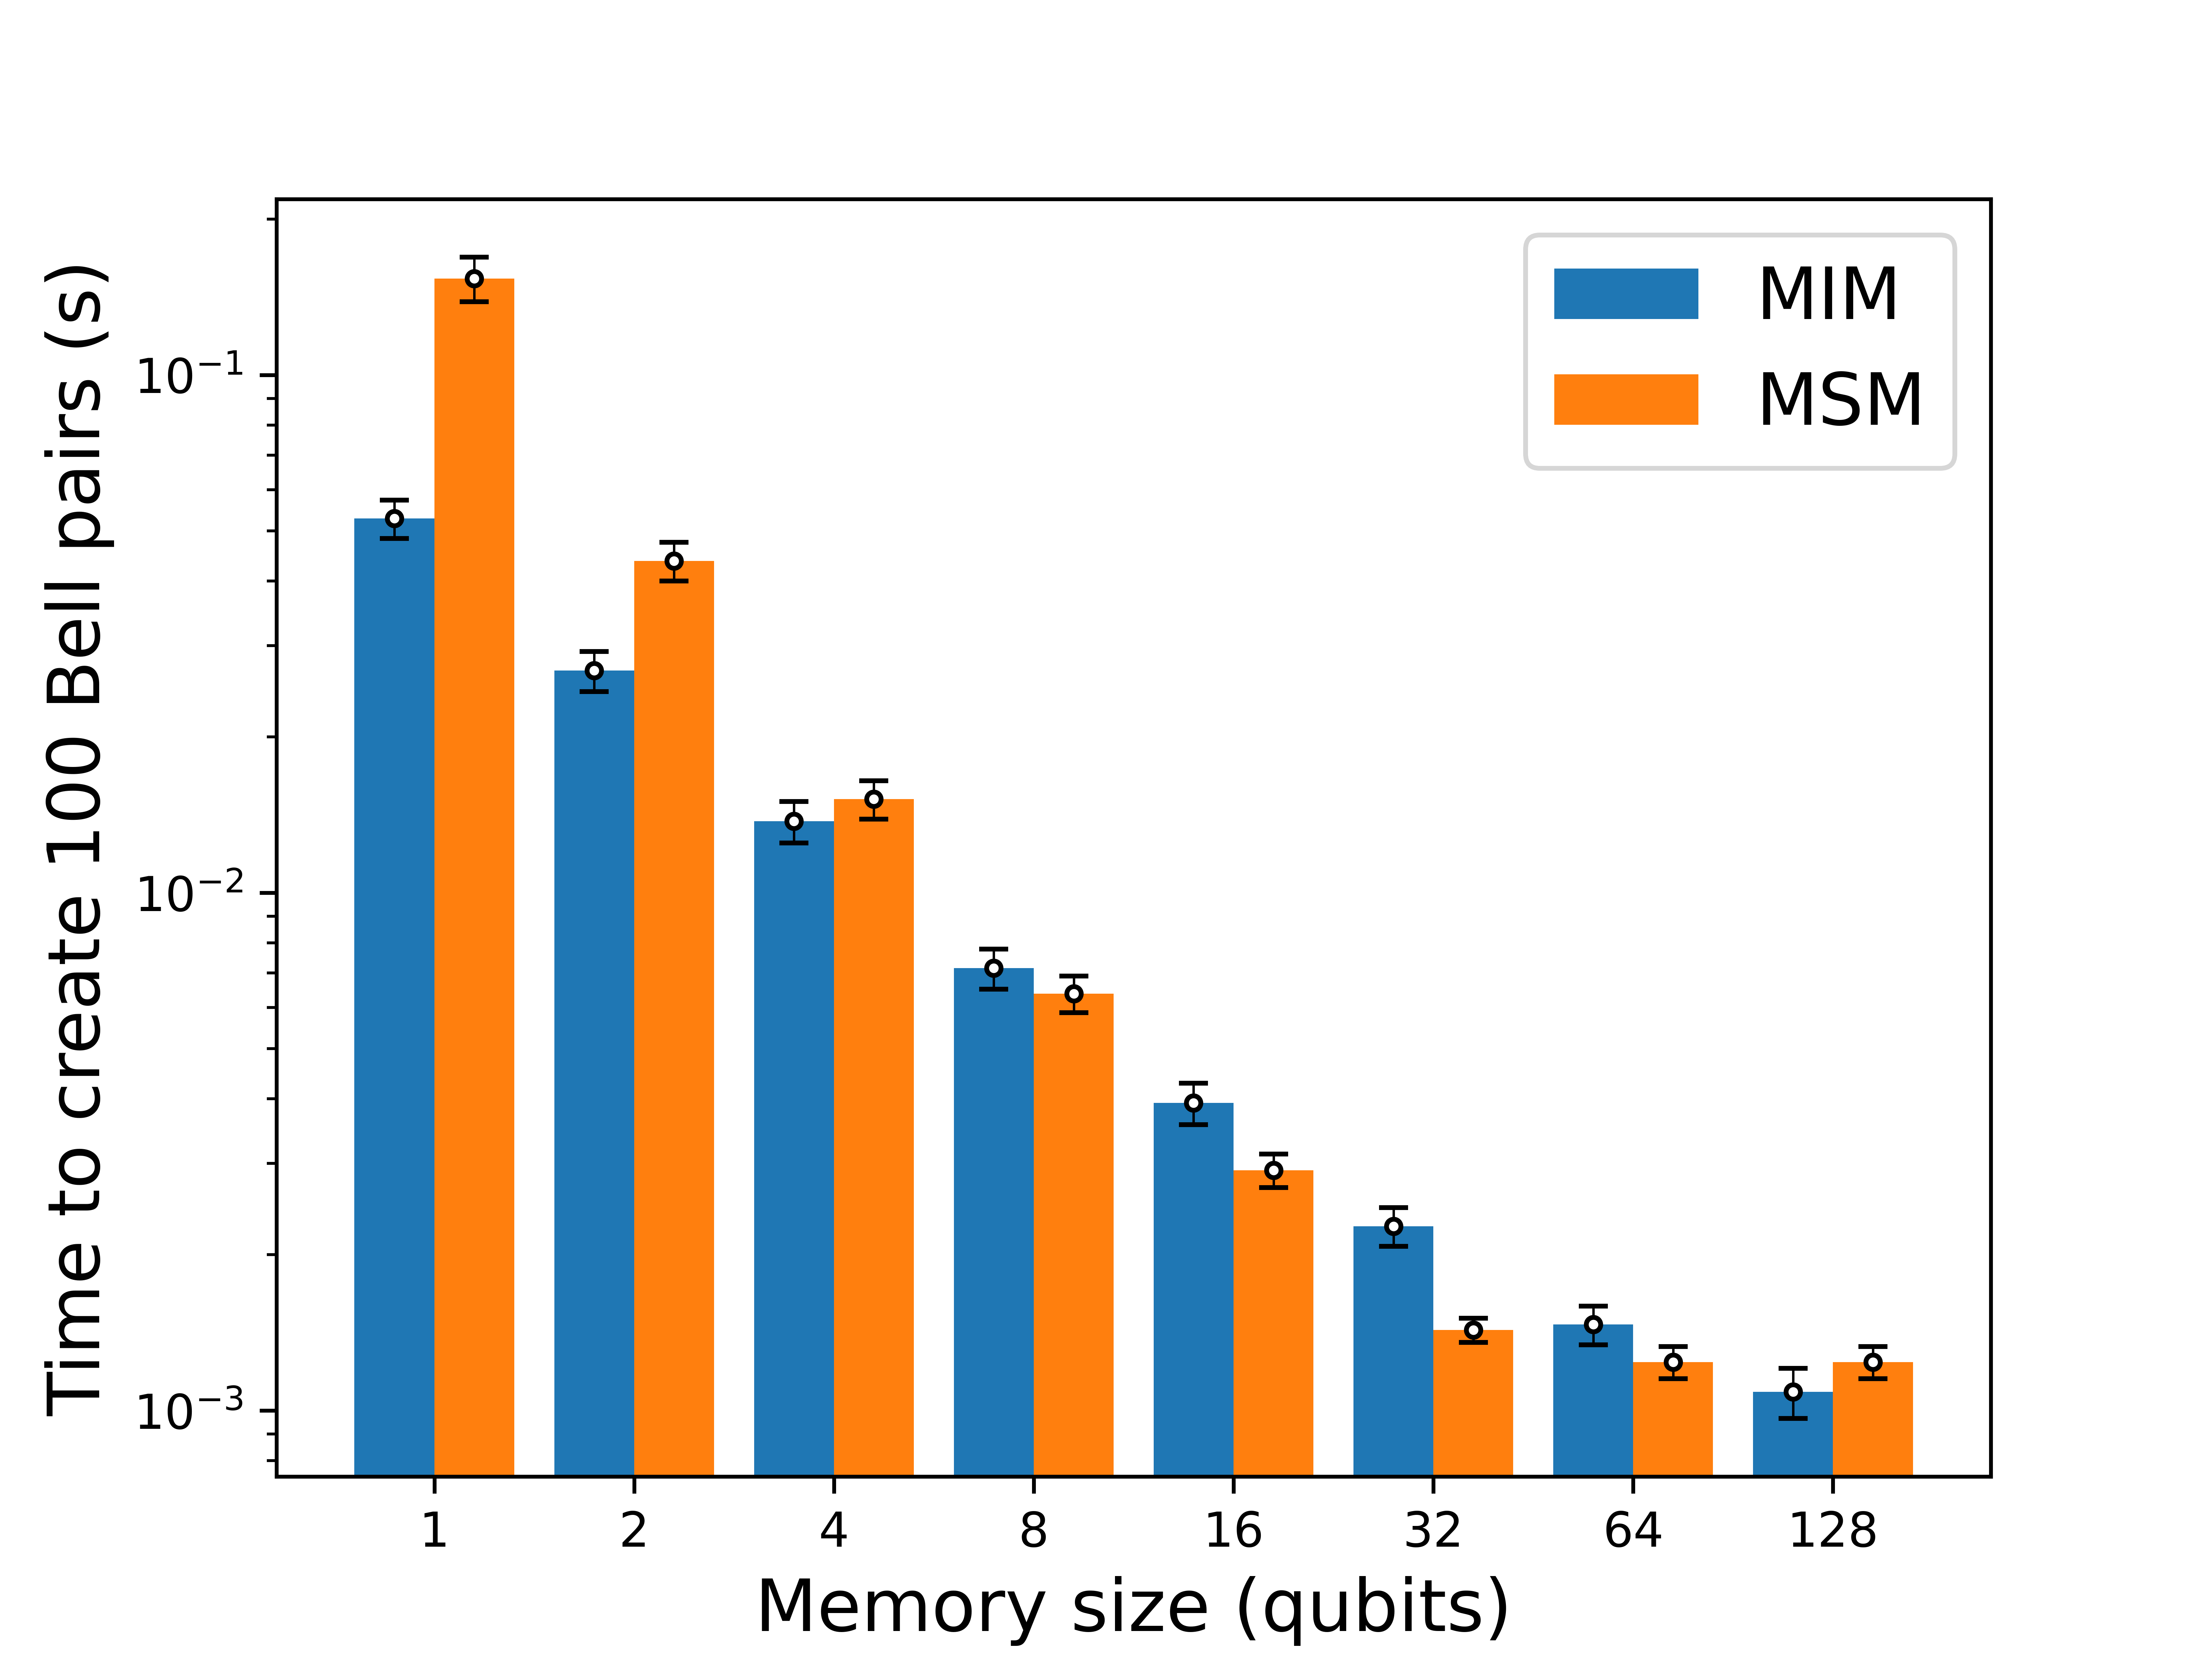 MIM
MSM
Time to create 100 Bell pairs (s)
10⁻¹
10⁻²
10⁻³
1 2 4 8 16 32 64 128
Memory size (qubits)